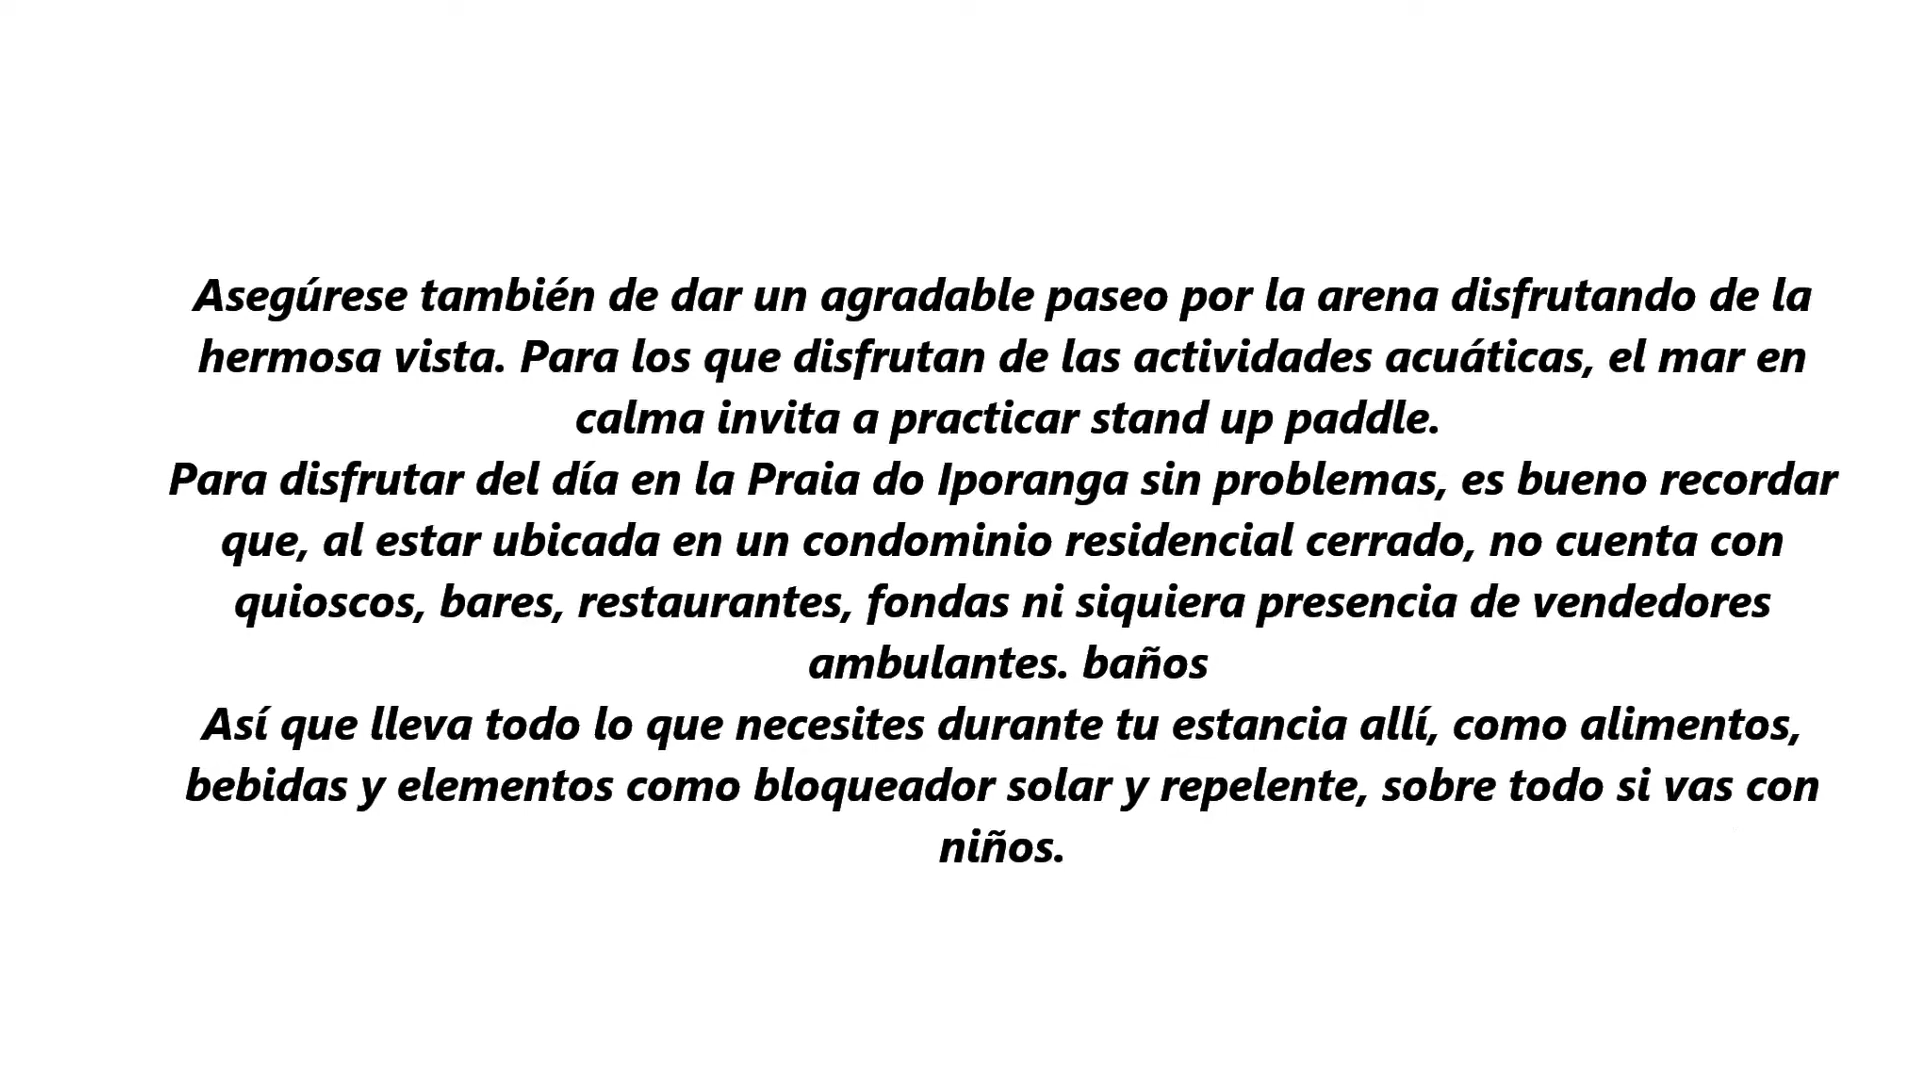 Asegúrese también de dar un agradable paseo por la arena disfrutando de la
hermosa vista. Para los que disfrutan de las actividades acuáticas, el mar en
calma invita a practicar stand up paddle.
Para disfrutar del día en la Praia do Iporanga sin problemas, es bueno recordar
que, al estar ubicada en un condominio residencial cerrado, no cuenta con
quioscos, bares, restaurantes, fondas ni siquiera presencia de vendedores
ambulantes. baños
Así que lleva todo lo que necesites durante tu estancia allí, como alimentos,
bebidas y elementos como bloqueador solar y repelente, sobre todo si vas con
niños.